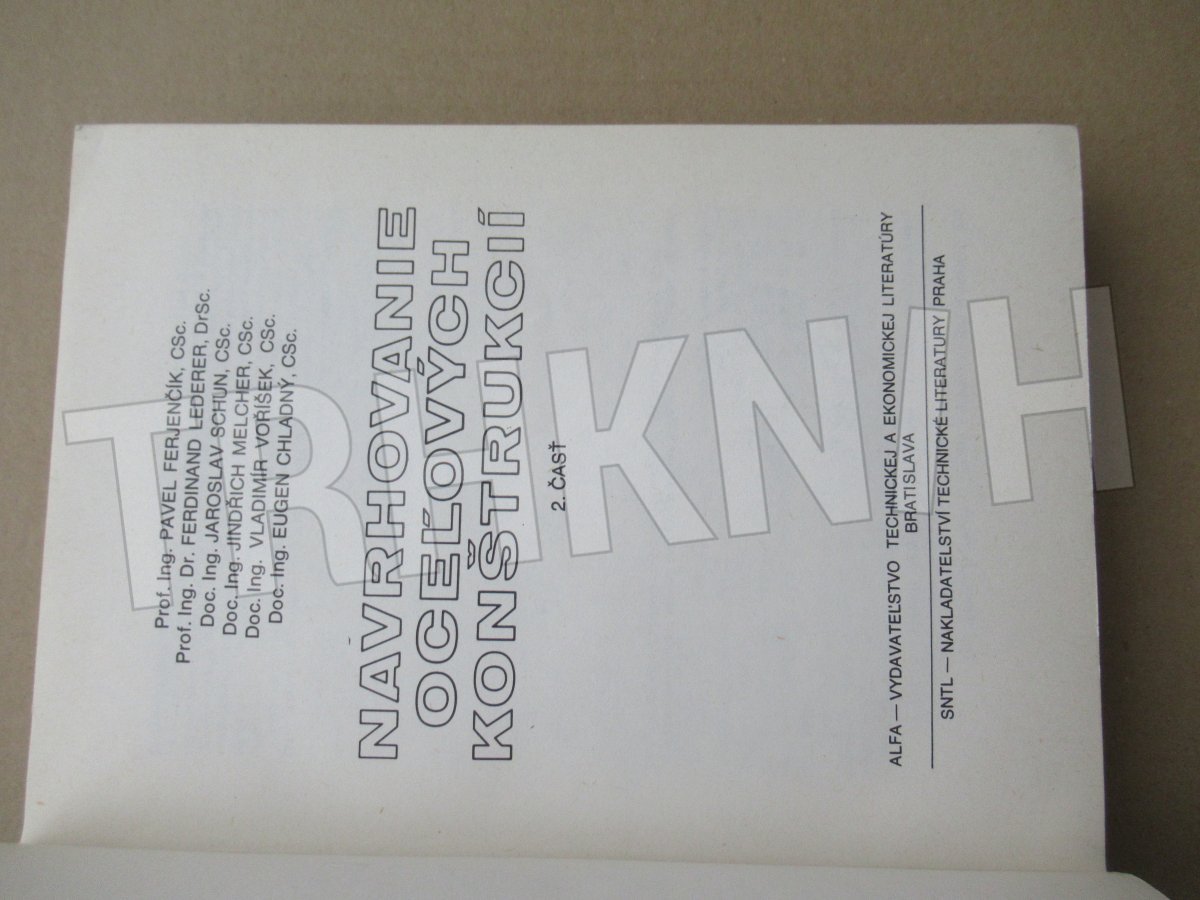 Prof. Ing. PAVEL FERJENČÍK, CSc.
Prof. Ing. Dr. FERDINAND LEDERER, DrSc.
Doc. Ing. JAROSLAV SCHUN, CSc.
Doc. Ing. JINDŘICH MELCHER, CSc.
Doc. Ing. VLADIMÍR VOŘÍŠEK, CSc.
Doc. Ing. EUGEN CHLADNÝ, CSc.
NAVRHOVANIE
OCEĽOVÝCH
KONŠTRUKCIÍ
2. ČASŤ
ALFA — VYDAVATEĽSTVO TECHNICKEJ A EKONOMICKEJ LITERATÚRY
BRATISLAVA
SNTL — NAKLADATELSTVÍ TECHNICKÉ LITERATURY PRAHA
TRHKNIH